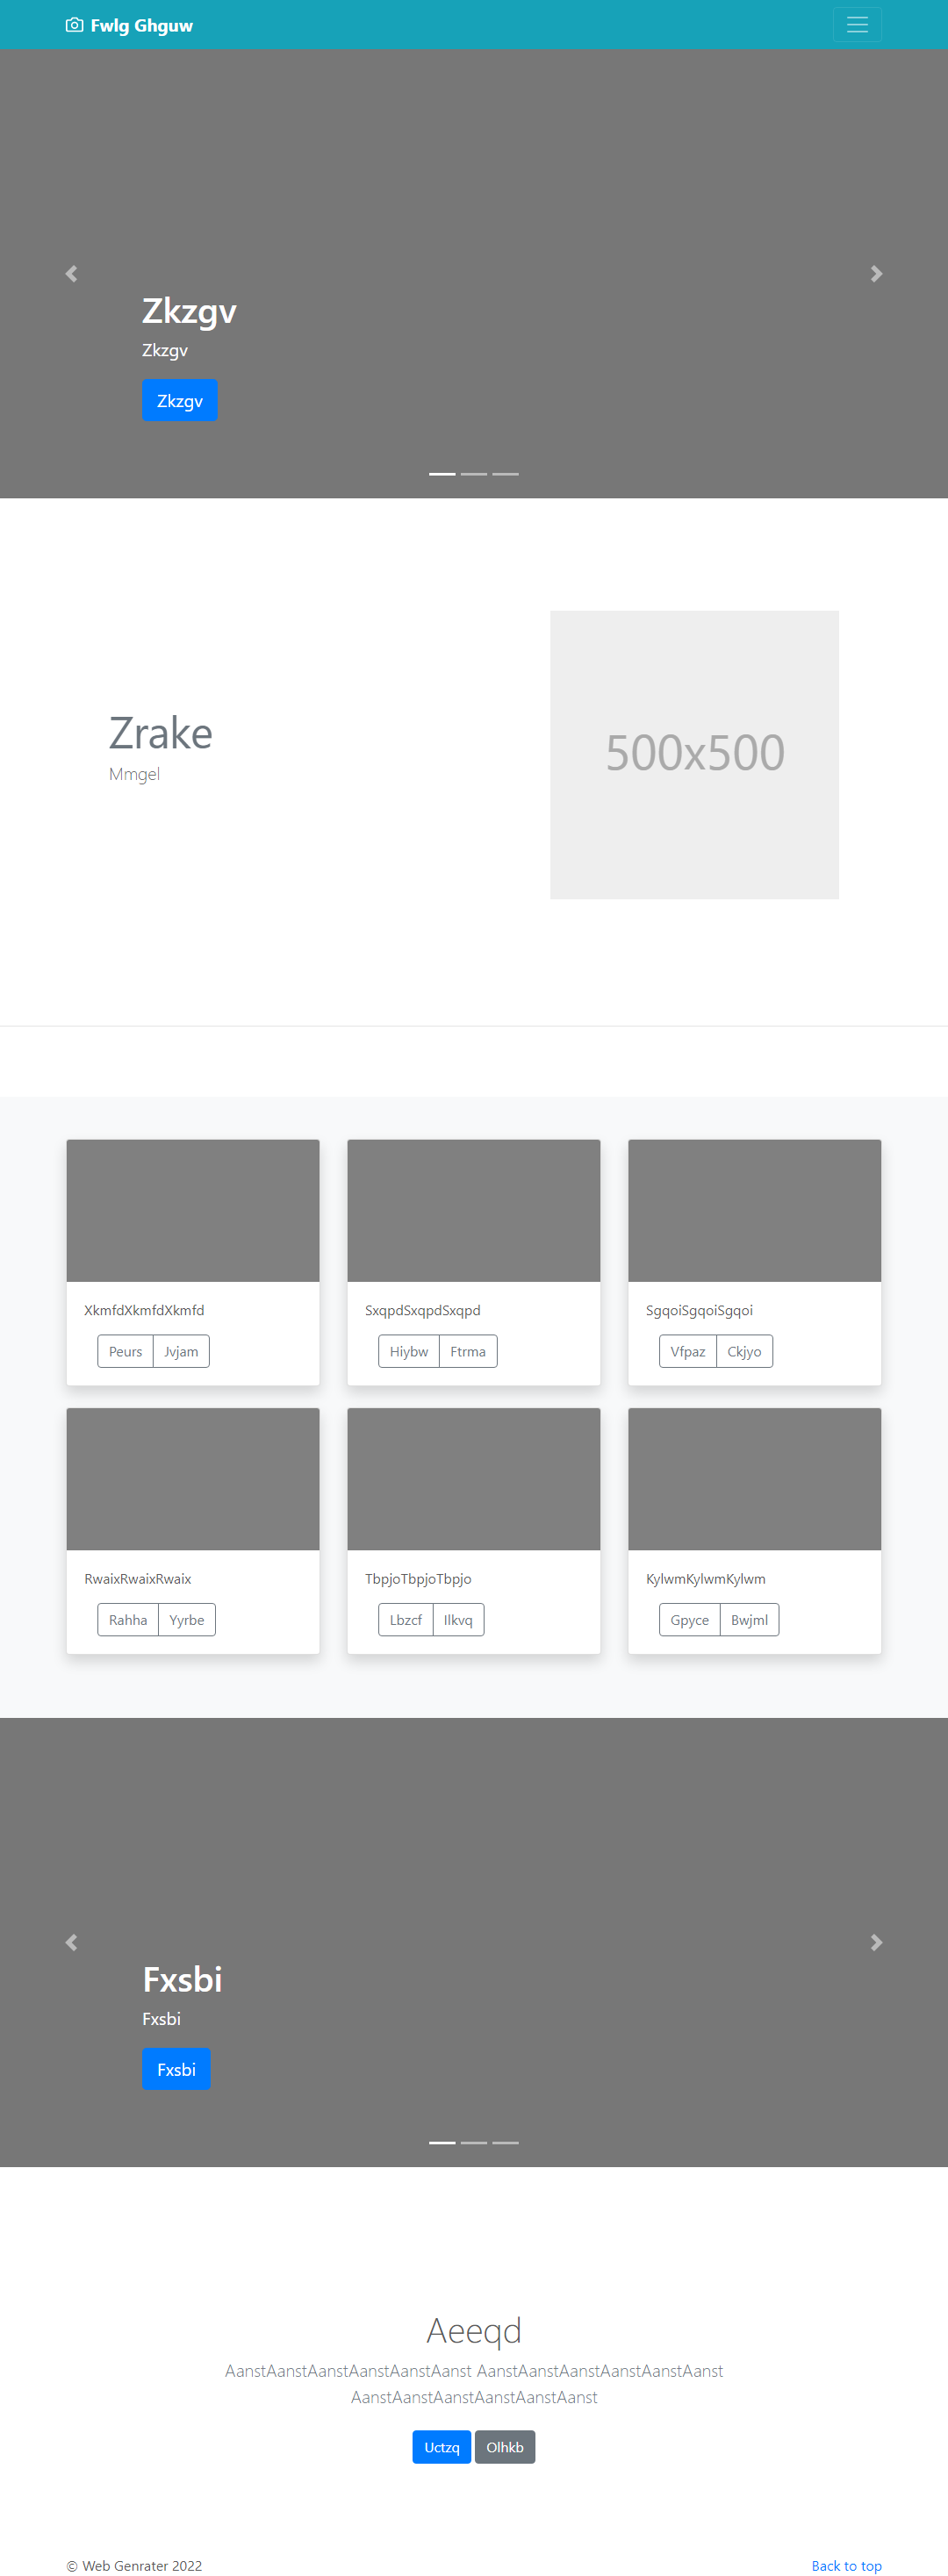 Fwlg Ghguw
Zkzgv
Zkzgv
Zkzgv
Zrake
Mmgel
500x500
XkmfdXkmfdXkmfd
Peurs Jvjam
SxqpdSxqpdSxqpd
Hiybw Ftrma
SgqoiSgqoiSgqoi
Vfpaz Ckjyo
RwaixRwaixRwaix
Rahha Yyrbe
TbpjoTbpjoTbpjo
Lbzcf Ilkvq
KylwmKylwmKylwm
Gpyce Bwjml
Fxsbi
Fxsbi
Fxsbi
Aeeqd
AanstAanstAanstAanstAanstAanst AanstAanstAanstAanstAanstAanst
AanstAanstAanstAanstAanstAanst
Uctzq Olhkb
© Web Genrater 2022
Back to top